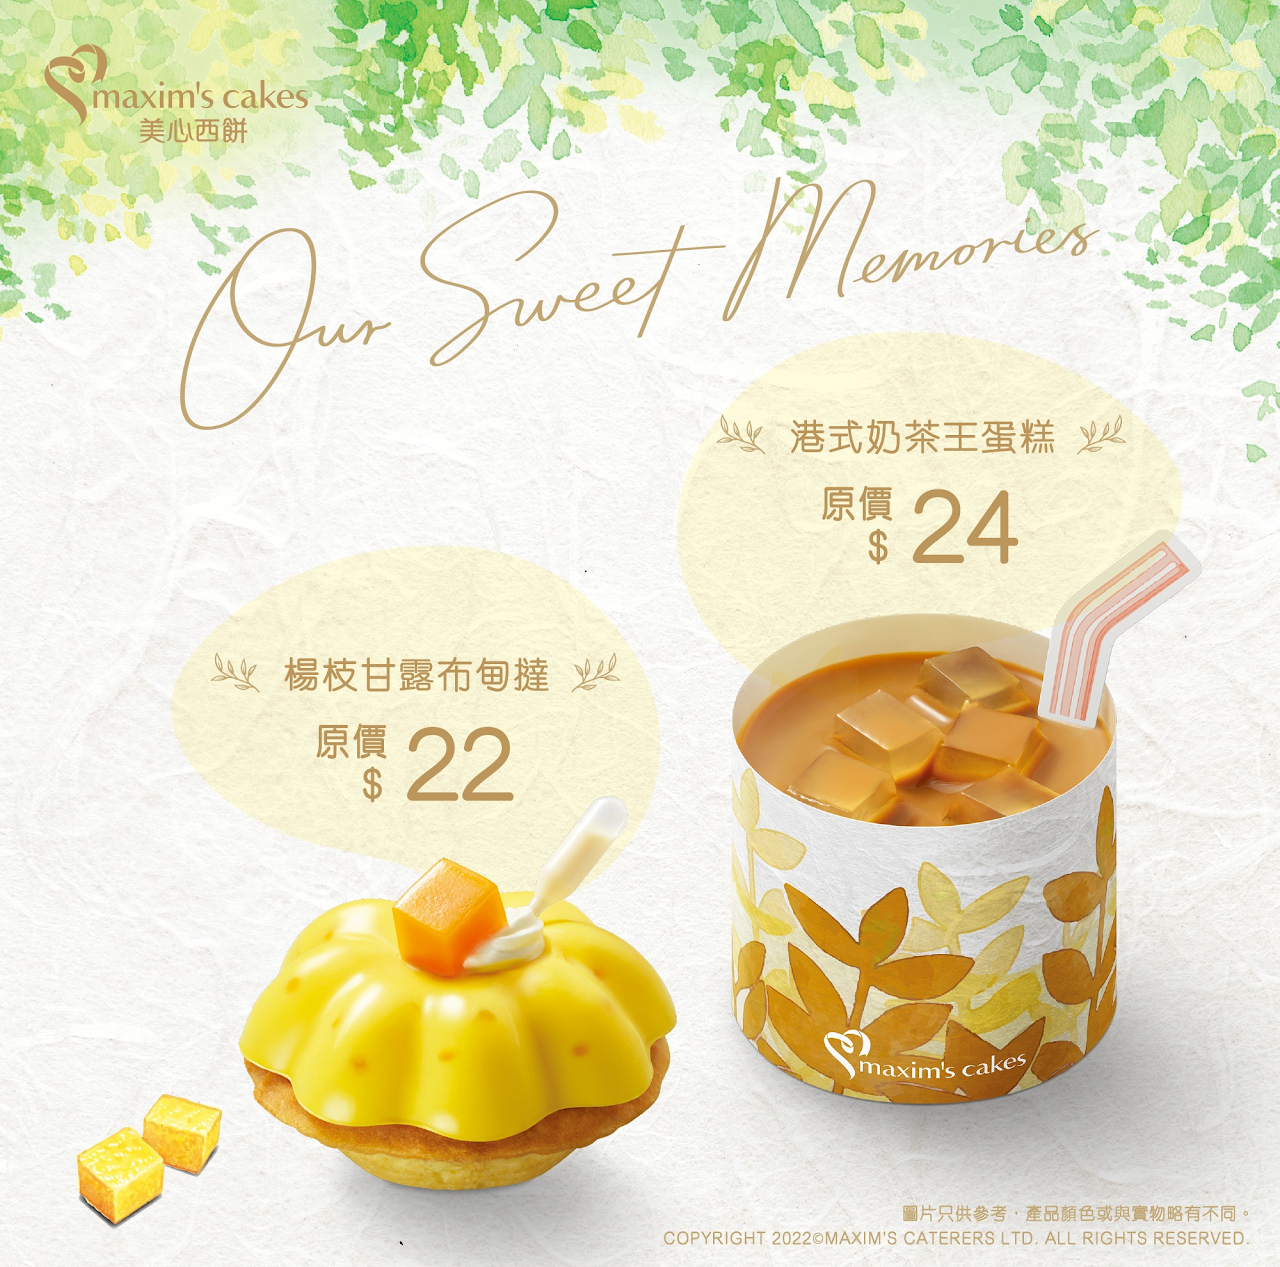 maxim's cakes
美心西餅
Our Sweet Memories
港式奶茶王蛋糕
原價
$ 24
楊枝甘露布甸撻
原價
$ 22
maxim's cakes
圖片只供參考，產品顏色或與實物略有不同。
COPYRIGHT 2022©MAXIM'S CATERERS LTD. ALL RIGHTS RESERVED.